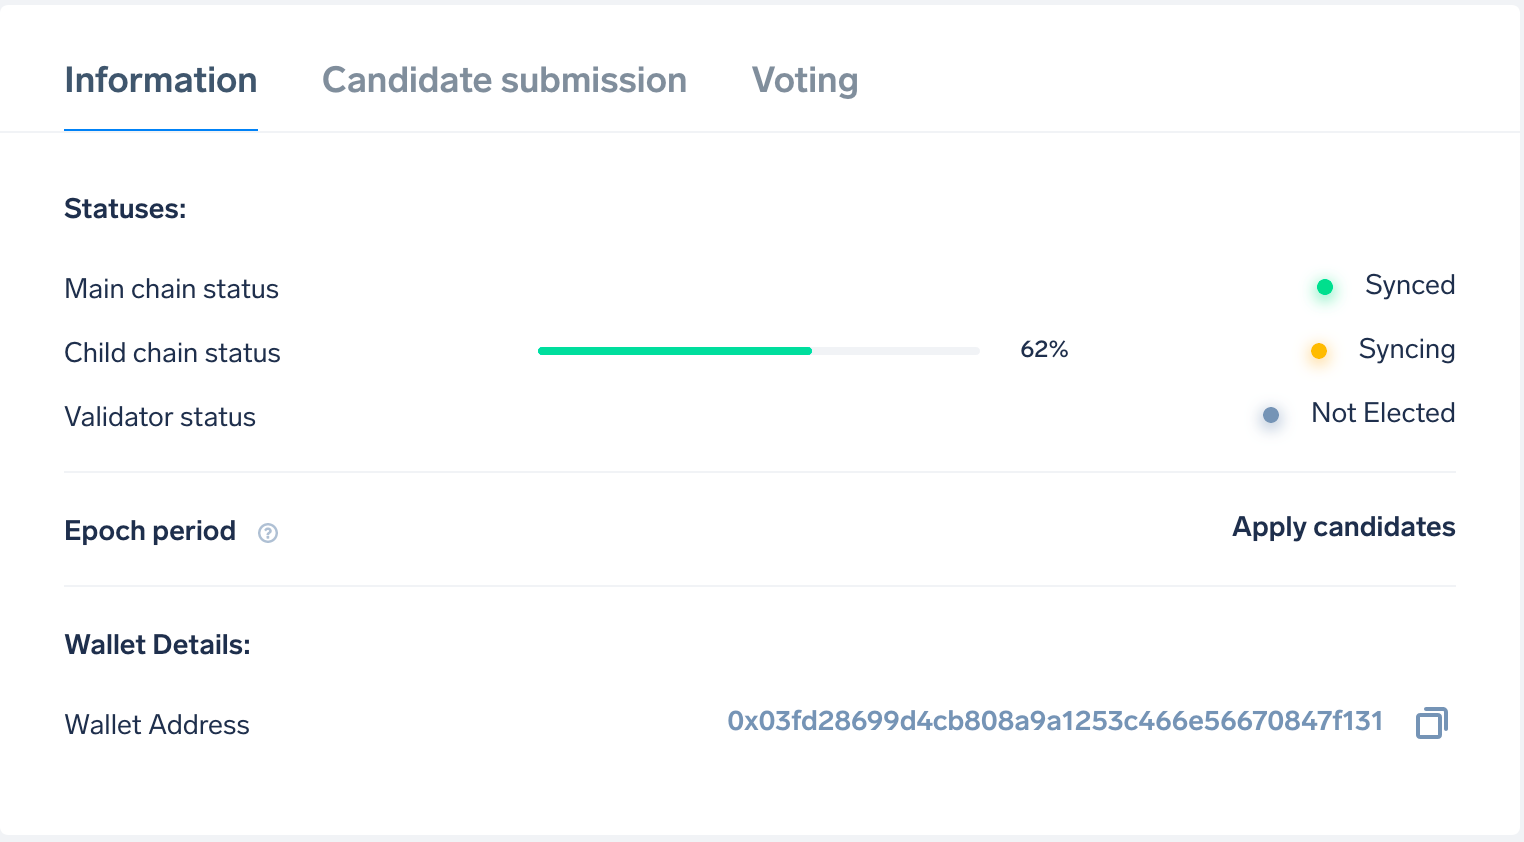 Information Candidate submission Voting
Statuses:
Main chain status Synced
Child chain status 62% Syncing
Validator status Not Elected
Epoch period ? Apply candidates
Wallet Details:
Wallet Address 0x03fd28699d4cb808a9a1253c466e56670847f131